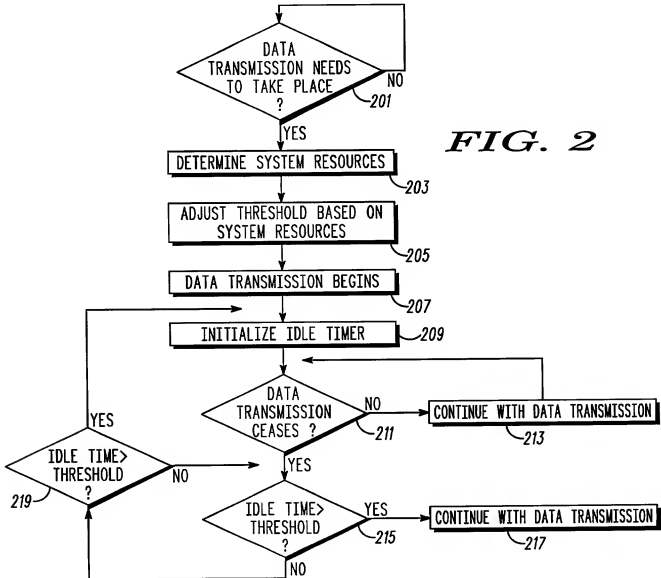 DATA
TRANSMISSION NEEDS
TO TAKE PLACE
?
NO
201
YES
FIG. 2
DETERMINE SYSTEM RESOURCES
203
ADJUST THRESHOLD BASED ON
SYSTEM RESOURCES
205
DATA TRANSMISSION BEGINS
207
INITIALIZE IDLE TIMER
209
DATA
TRANSMISSION
CEASES ?
NO
211
CONTINUE WITH DATA TRANSMISSION
213
YES
YES
IDLE TIME>
THRESHOLD
?
NO
219
IDLE TIME>
THRESHOLD
?
YES
215
CONTINUE WITH DATA TRANSMISSION
217
NO